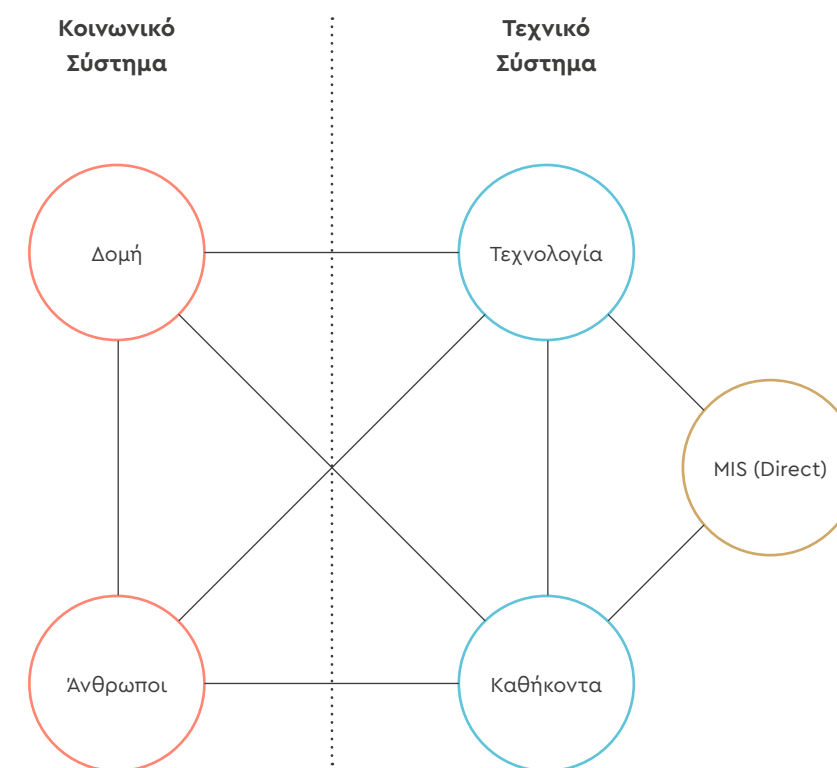 Κοινωνικό
Σύστημα
Τεχνικό
Σύστημα
Δομή
Τεχνολογία
MIS (Direct)
Άνθρωποι
Καθήκοντα